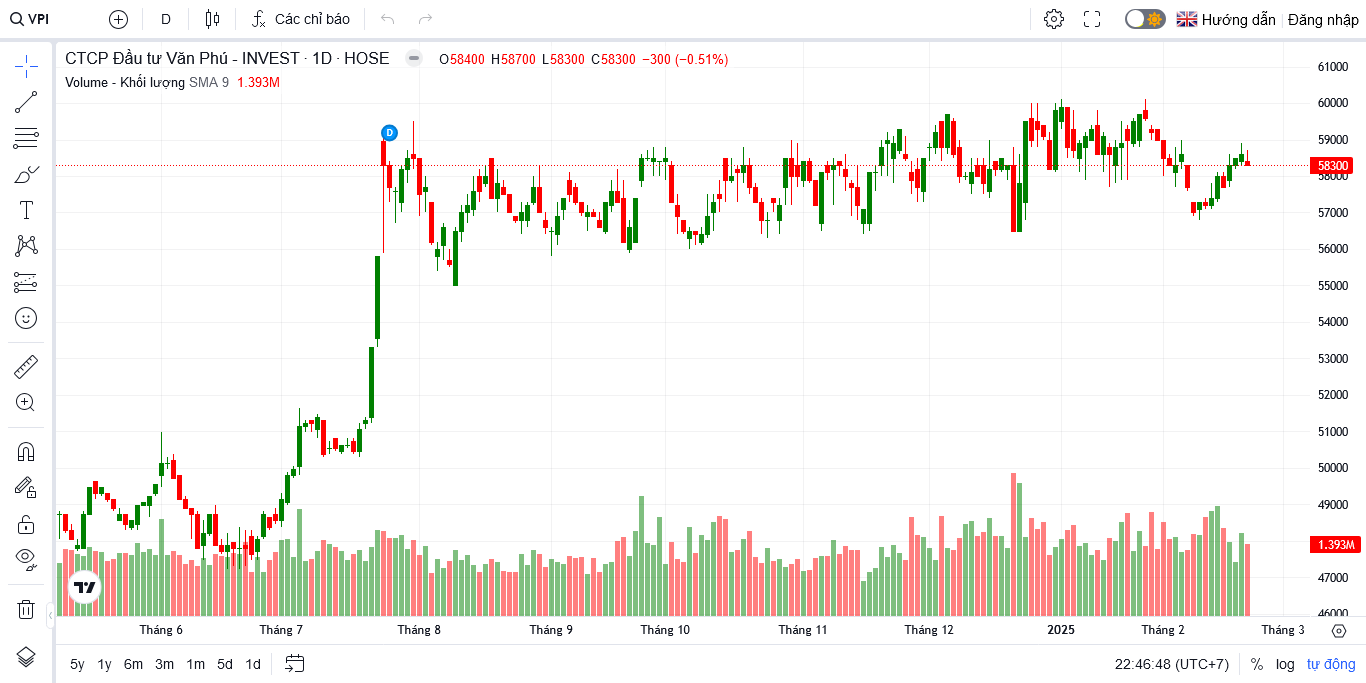 VPI D Các chỉ báo Hướng dẫn Đăng nhập
CTCP Đầu tư Văn Phú - INVEST · 1D · HOSE O58400 H58700 L58300 C58300 −300 (−0.51%)
Volume - Khối lượng SMA 9 1.393M
D
T
61000
60000
59000
58300
58000
57000
56000
55000
54000
53000
52000
51000
50000
49000
1.393M
47000
46000
Tháng 6 Tháng 7 Tháng 8 Tháng 9 Tháng 10 Tháng 11 Tháng 12 2025 Tháng 2 Tháng 3
5y 1y 6m 3m 1m 5d 1d 22:46:48 (UTC+7) % log tự động